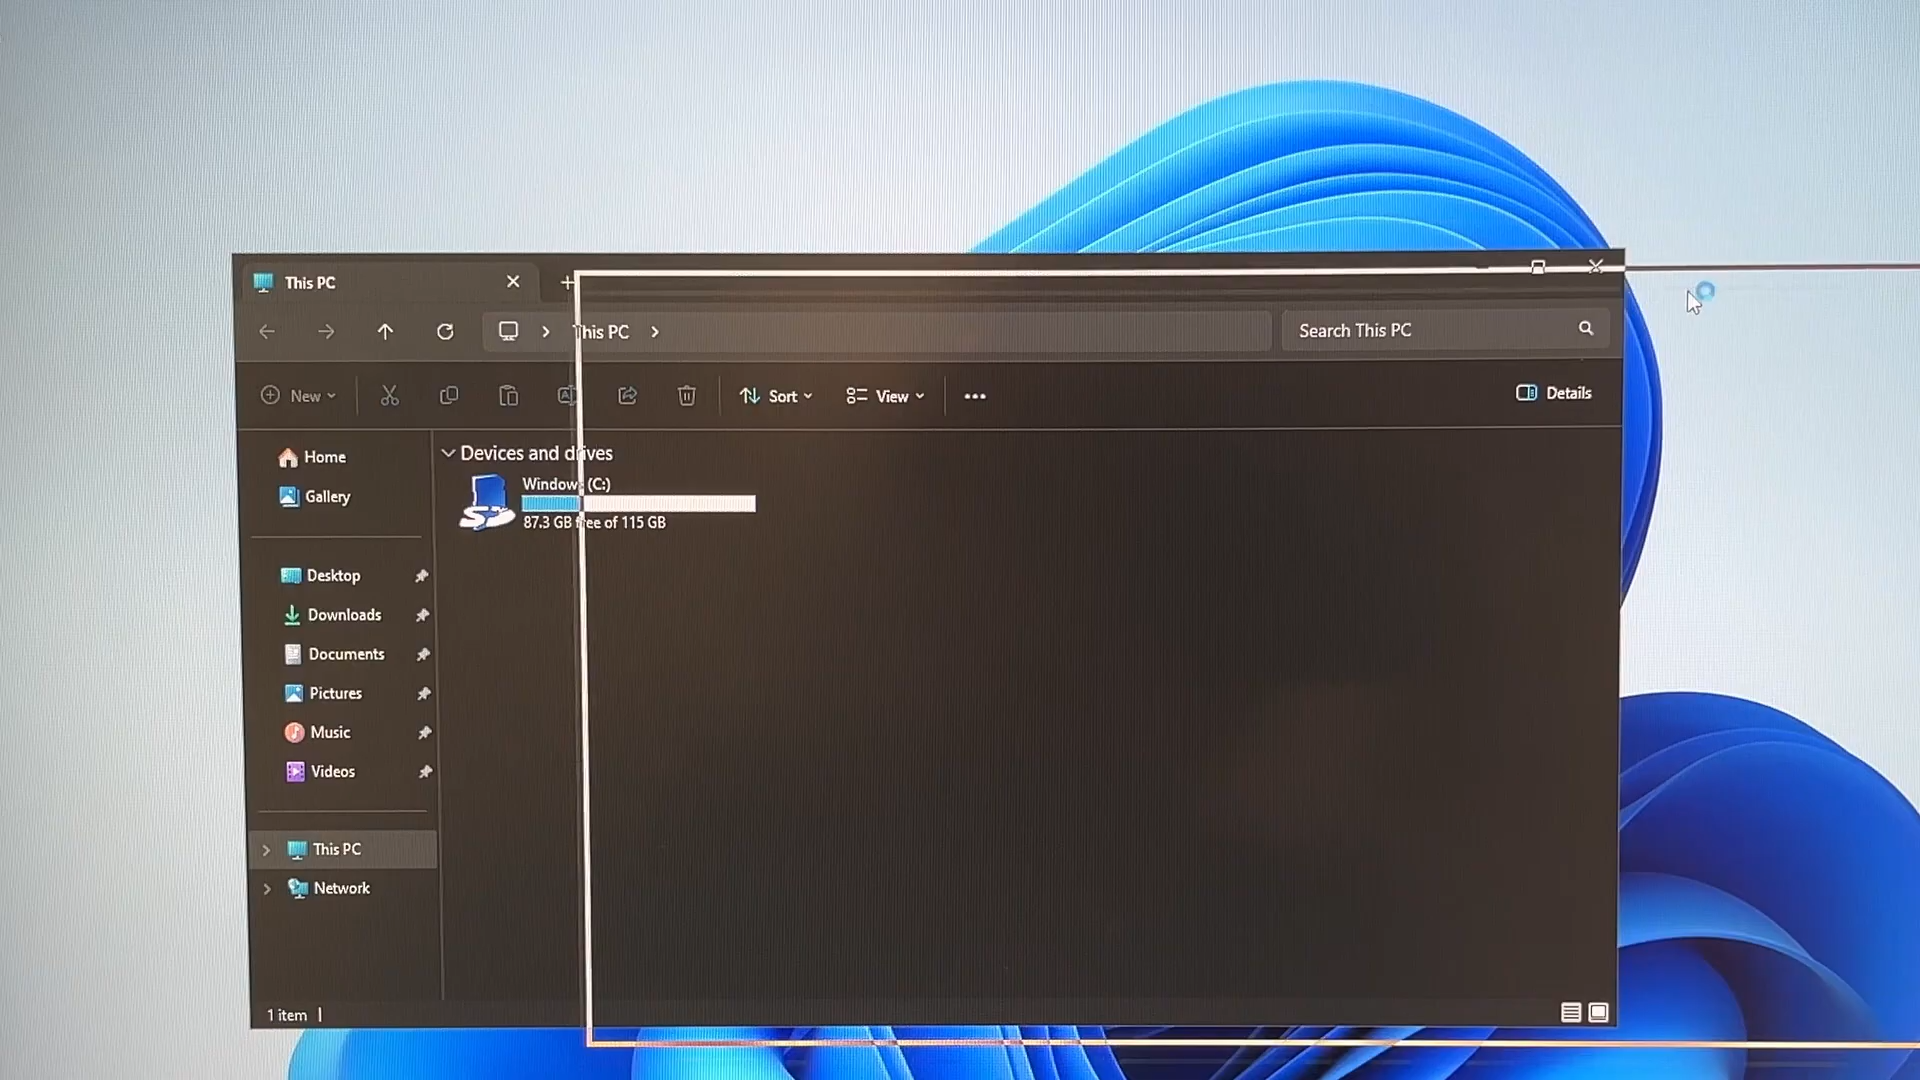 This PC
This PC
Search This PC
New
Sort
View
Details
Home
Gallery
Desktop
Downloads
Documents
Pictures
Music
Videos
This PC
Network
Devices and drives
Windows (C:)
87.3 GB free of 115 GB
1 item